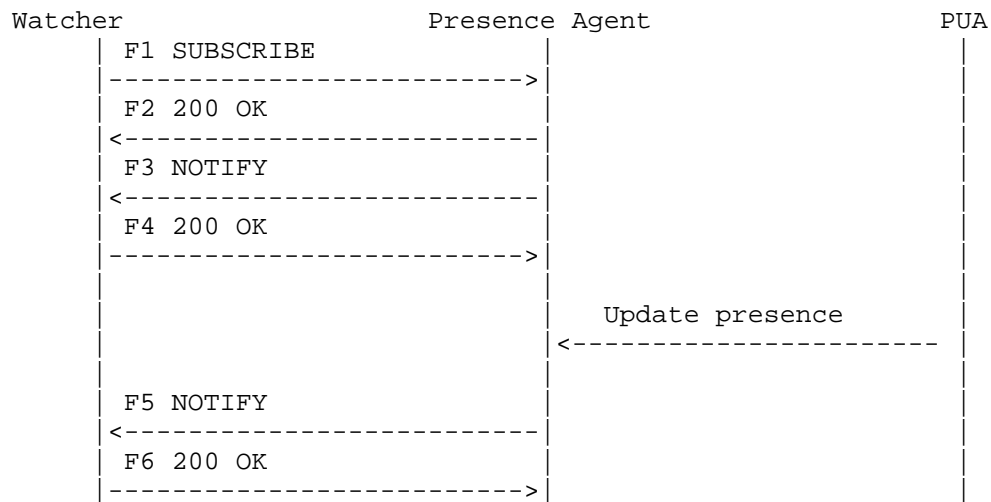 Watcher Presence Agent PUA
F1 SUBSCRIBE
F2 200 OK
F3 NOTIFY
F4 200 OK
Update presence
F5 NOTIFY
F6 200 OK